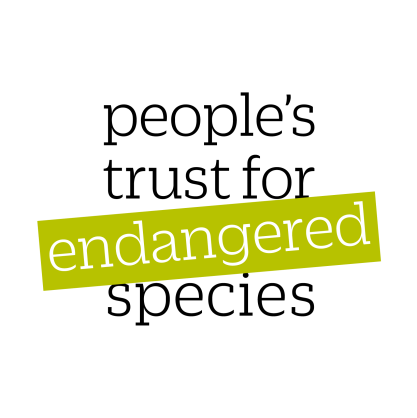 people’s
trust for
endangered
species